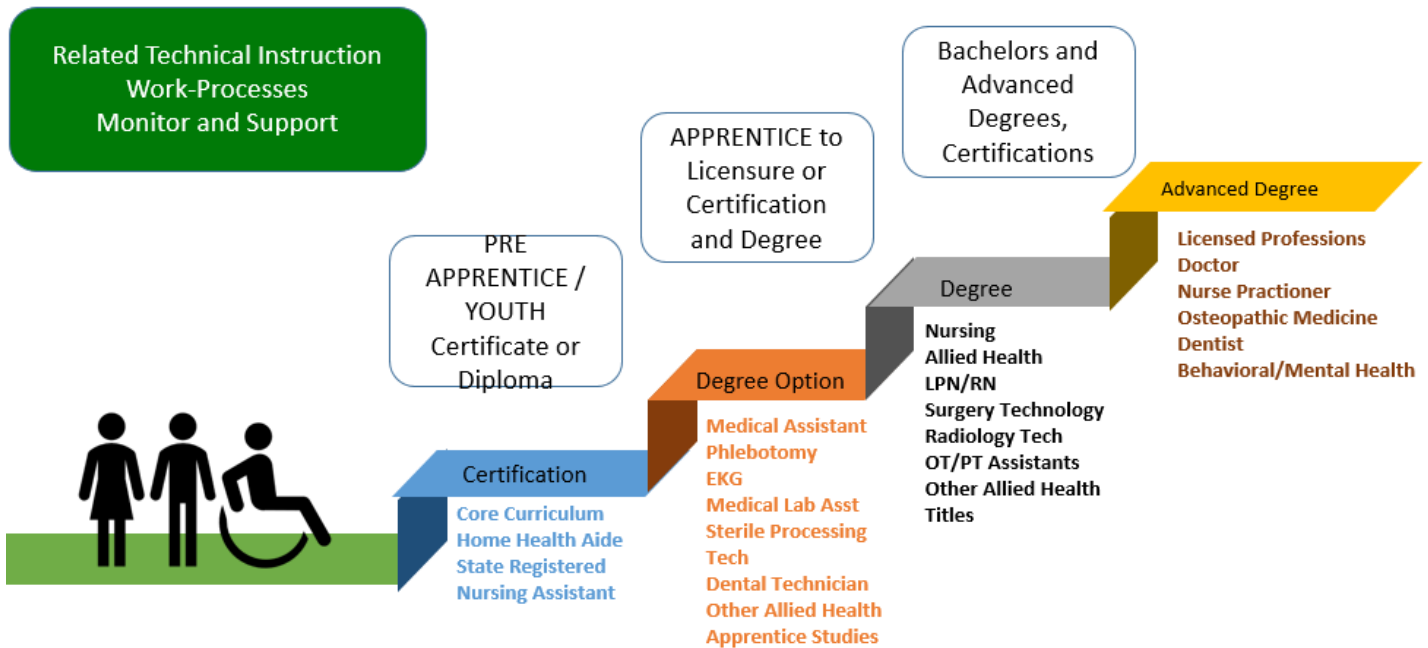 Related Technical Instruction
Work-Processes
Monitor and Support
PRE
APPRENTICE /
YOUTH
Certificate or
Diploma
APPRENTICE to
Licensure or
Certification
and Degree
Bachelors and
Advanced
Degrees,
Certifications
Certification
Core Curriculum
Home Health Aide
State Registered
Nursing Assistant
Degree Option
Medical Assistant
Phlebotomy
EKG
Medical Lab Asst
Sterile Processing
Tech
Dental Technician
Other Allied Health
Apprentice Studies
Degree
Nursing
Allied Health
LPN/RN
Surgery Technology
Radiology Tech
OT/PT Assistants
Other Allied Health
Titles
Advanced Degree
Licensed Professions
Doctor
Nurse Practioner
Osteopathic Medicine
Dentist
Behavioral/Mental Health